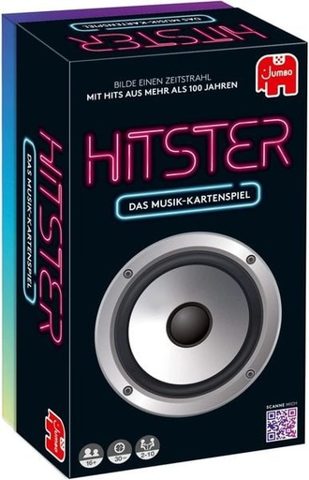 Jumbo
BILDE EINEN ZEITSTRAHL
MIT HITS AUS MEHR ALS 100 JAHREN
HITSTER
DAS MUSIK-KARTENSPIEL
HITSTER
DAS MUSIK-KARTENSPIEL
SCANNE MICH
16+
30
2-10
Jumbo